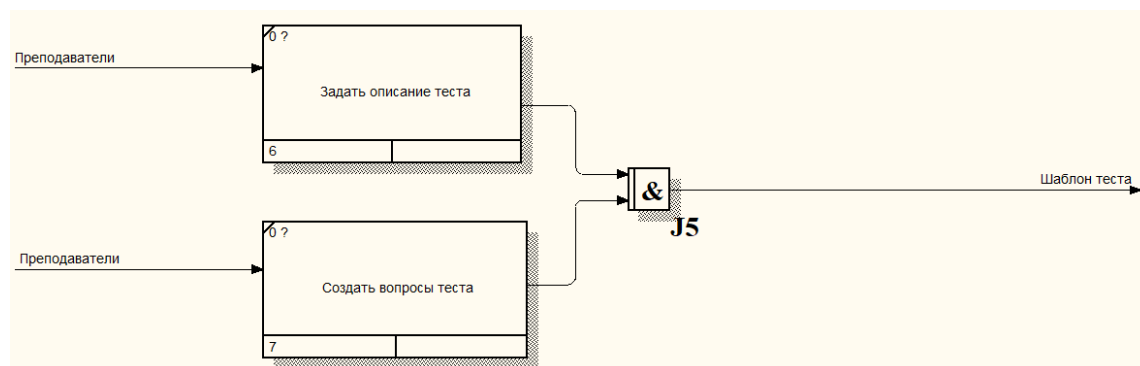 Преподаватели
0 ?
Задать описание теста
6
&
J5
Шаблон теста
Преподаватели
0 ?
Создать вопросы теста
7